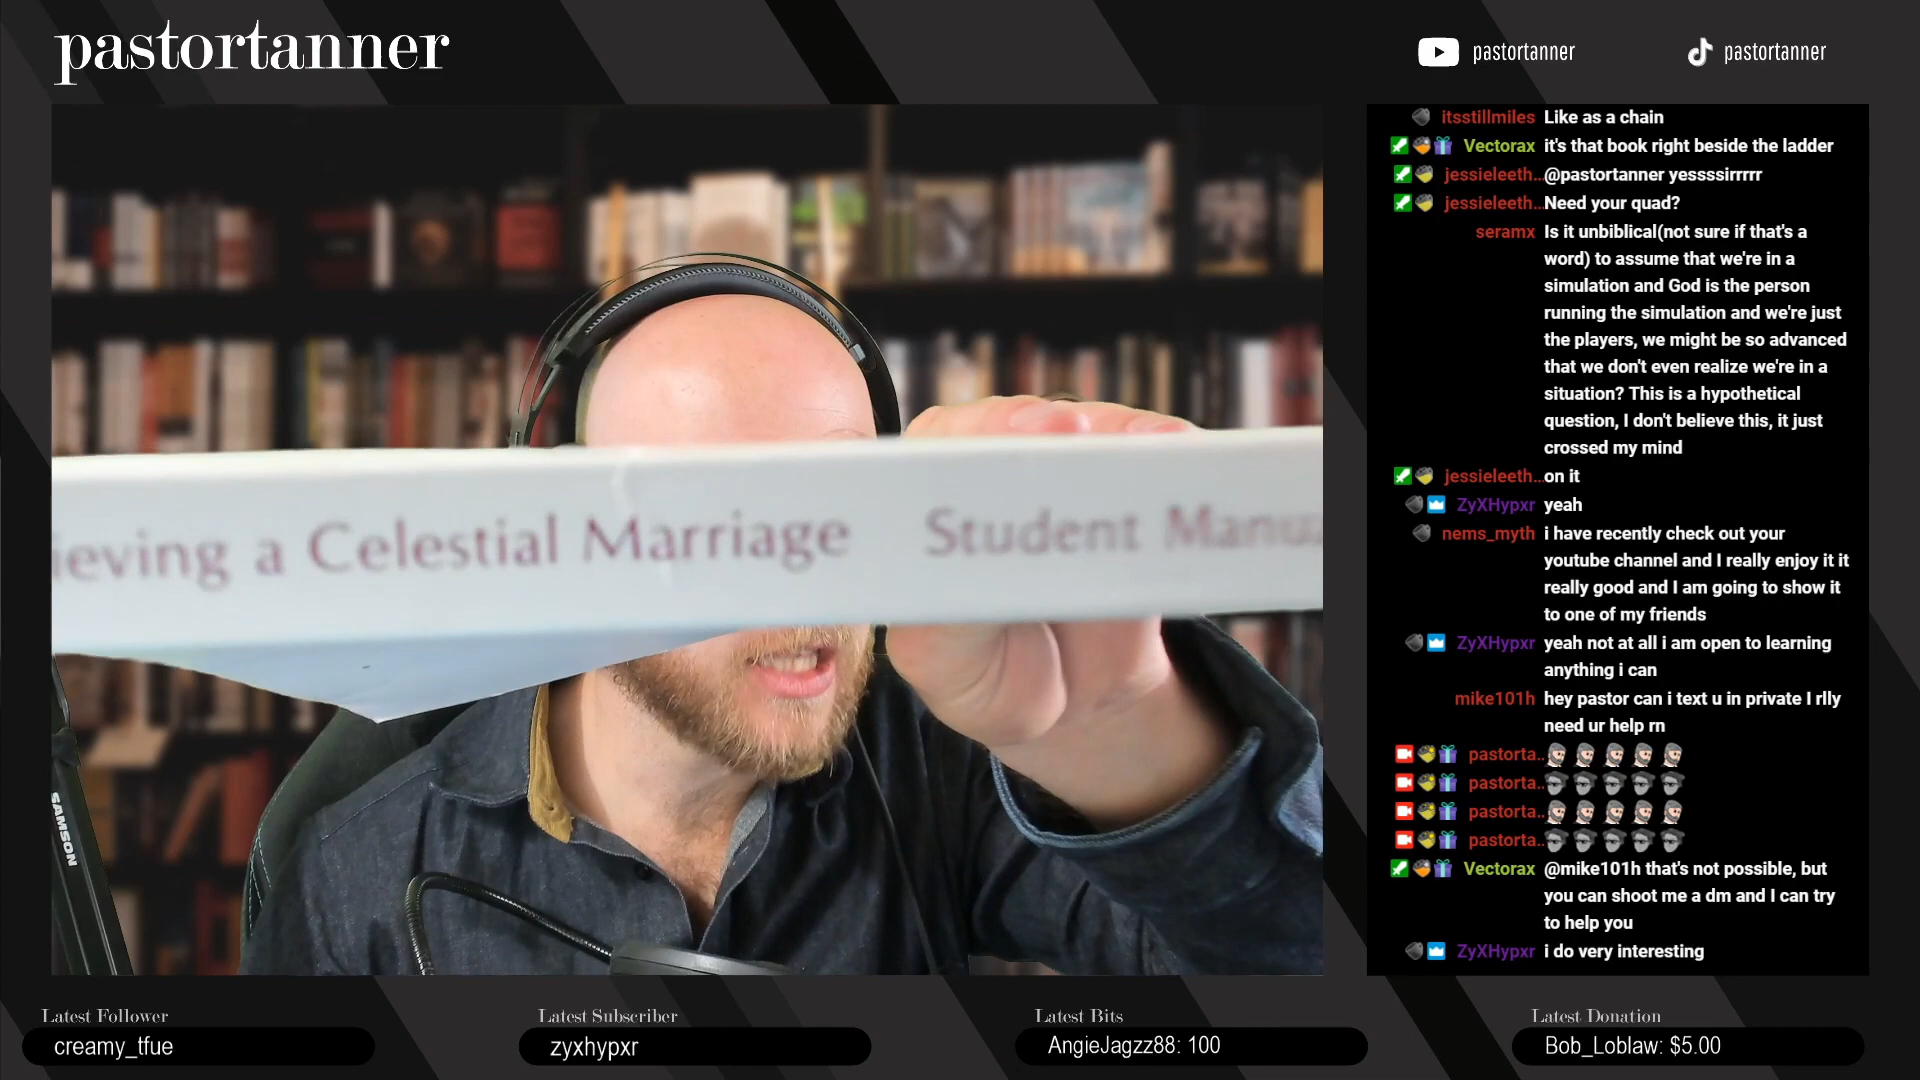 pastortanner
pastortanner
pastortanner
ieving a Celestial Marriage Student Manu
SAMSON
itsstillmiles Like as a chain
Vectorax it's that book right beside the ladder
jessieleeth... @pastortanner yessssirrrrr
jessieleeth... Need your quad?
seramx Is it unbiblical(not sure if that's a
word) to assume that we're in a
simulation and God is the person
running the simulation and we're just
the players, we might be so advanced
that we don't even realize we're in a
situation? This is a hypothetical
question, I don't believe this, it just
crossed my mind
jessieleeth... on it
ZyXHypxr yeah
nems_myth i have recently check out your
youtube channel and I really enjoy it it
really good and I am going to show it
to one of my friends
ZyXHypxr yeah not at all i am open to learning
anything i can
mike101h hey pastor can i text u in private I rlly
need ur help rn
pastorta...
pastorta...
pastorta...
pastorta...
Vectorax @mike101h that's not possible, but
you can shoot me a dm and I can try
to help you
ZyXHypxr i do very interesting
Latest Follower
creamy_tfue
Latest Subscriber
zyxhypxr
Latest Bits
AngieJagzz88: 100
Latest Donation
Bob_Loblaw: $5.00